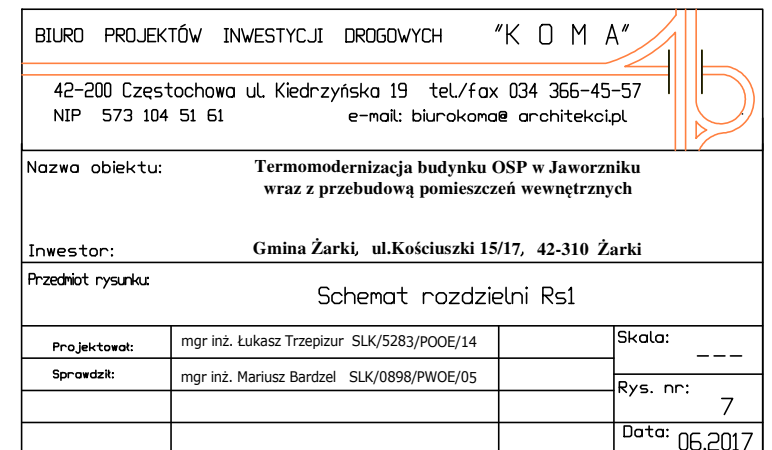 BIURO PROJEKTÓW INWESTYCJI DROGOWYCH "K O M A"
42-200 Częstochowa ul. Kiedrzyńska 19 tel./fax 034 366-45-57
NIP 573 104 51 61 e-mail: biurokoma@ architekci.pl
Nazwa obiektu: Termomodernizacja budynku OSP w Jaworzniku
wraz z przebudową pomieszczeń wewnętrznych
Inwestor: Gmina Żarki, ul.Kościuszki 15/17, 42-310 Żarki
Przedmiot rysunku:
Schemat rozdzielni Rs1
Projektował: mgr inż. Łukasz Trzepizur SLK/5283/POOE/14
Skala:
---
Sprawdził: mgr inż. Mariusz Bardzel SLK/0898/PWOE/05
Rys. nr:
7
Data: 06.2017